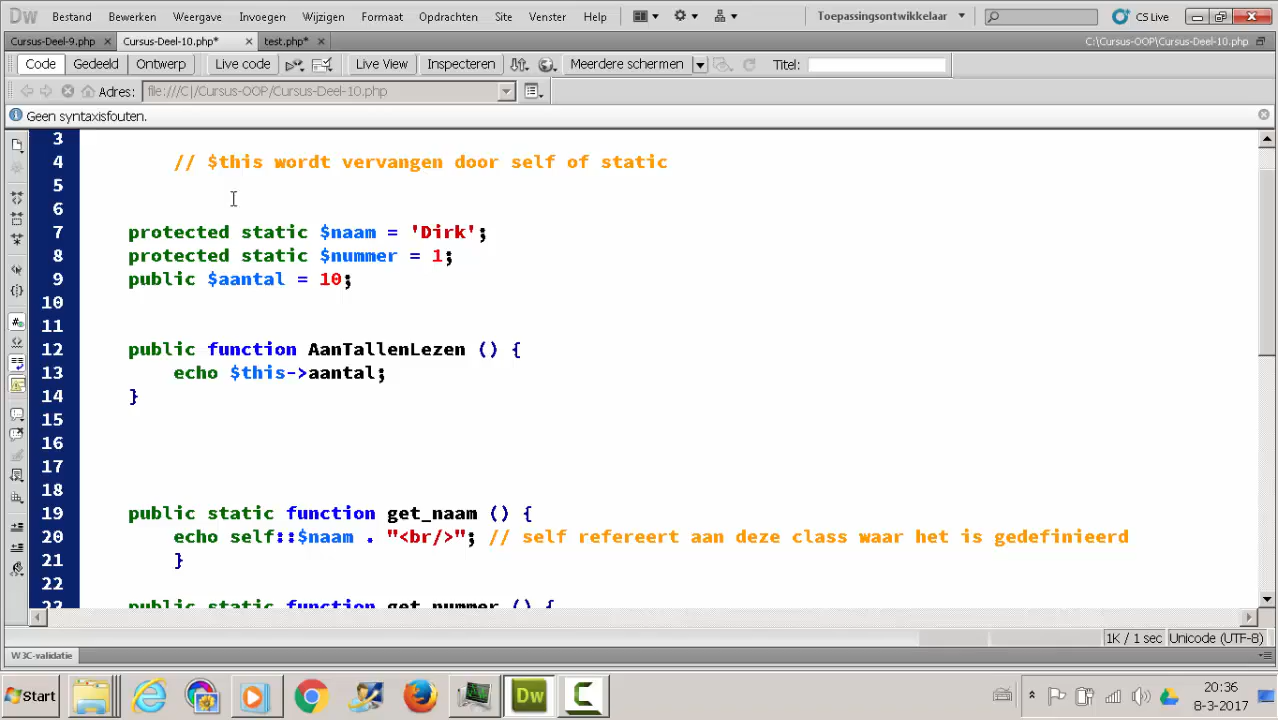 Dw Bestand Bewerken Weergave Invoegen Wijzigen Formaat Opdrachten Site Help Toepassingsontwikkelaar CS Live
Cursus-Deel-9.php Cursus-Deel-10.php* test.php* C:\Cursus-OOP\Cursus-Deel-10.php
Code Gedeeld Ontwerp Live code Live View Inspecteren Meerdere schermen Titel:
Adres: file:///C|/Cursus-OOP/Cursus-Deel-10.php
Geen syntaxisfouten.
3
4 // $this wordt vervangen door self of static
5
6
7 protected static $naam = 'Dirk';
8 protected static $nummer = 1;
9 public $aantal = 10;
10
11
12 public function AanTallenLezen () {
13 echo $this->aantal;
14 }
15
16
17
18
19 public static function get_naam () {
20 echo self::$naam . "<br/>"; // self refereert aan deze class waar het is gedefinieerd
21 }
22
public static function get_nummer () {
1K / 1 sec Unicode (UTF-8)
W3C-validatie
Start Dw 20:36
8-3-2017